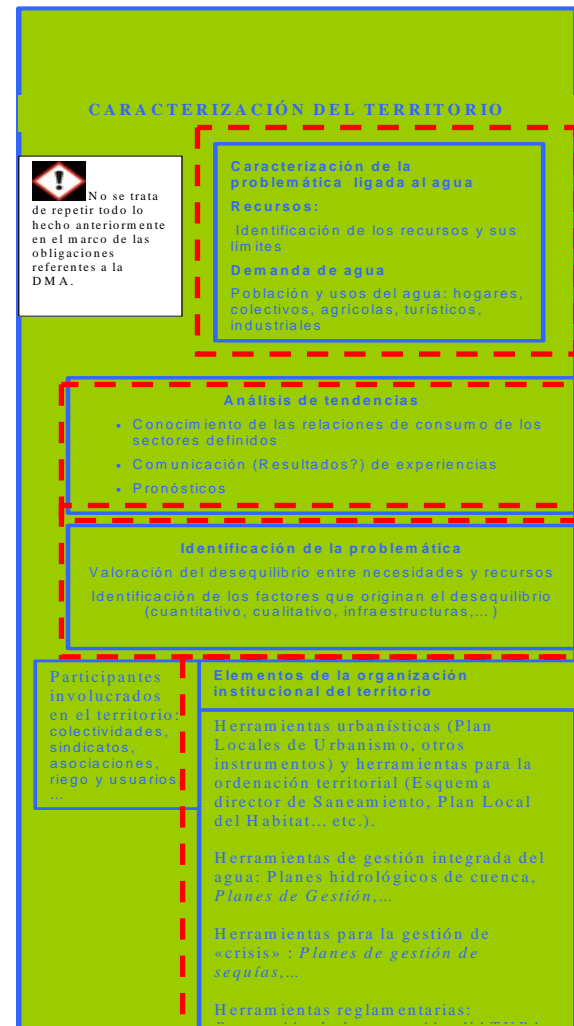 CARACTERIZACIÓN DEL TERRITORIO
No se trata
de repetir todo lo
hecho anteriormente
en el marco de las
obligaciones
referentes a la
DMA.
Caracterización de la
problemática ligada al agua
Recursos:
Identificación de los recursos y sus
límites
Demanda de agua
Población y usos del agua: hogares,
colectivos, agrícolas, turísticos,
industriales
Análisis de tendencias
• Conocimiento de las relaciones de consumo de los
sectores definidos
• Comunicación (Resultados?) de experiencias
• Pronósticos
Identificación de la problemática
Valoración del desequilibrio entre necesidades y recursos
Identificación de los factores que originan el desequilibrio
(cuantitativo, cualitativo, infraestructuras,…)
Participantes
involucrados
en el territorio:
colectividades,
sindicatos,
asociaciones,
riego y usuarios
…
Elementos de la organización
institucional del territorio
Herramientas urbanísticas (Plan
Locales de Urbanismo, otros
instrumentos) y herramientas para la
ordenación territorial (Esquema
director de Saneamiento, Plan Local
del Habitat… etc.).
Herramientas de gestión integrada del
agua: Planes hidrológicos de cuenca,
Planes de Gestión,…
Herramientas para la gestión de
«crisis» : Planes de gestión de
sequías,…
Herramientas reglamentarias: